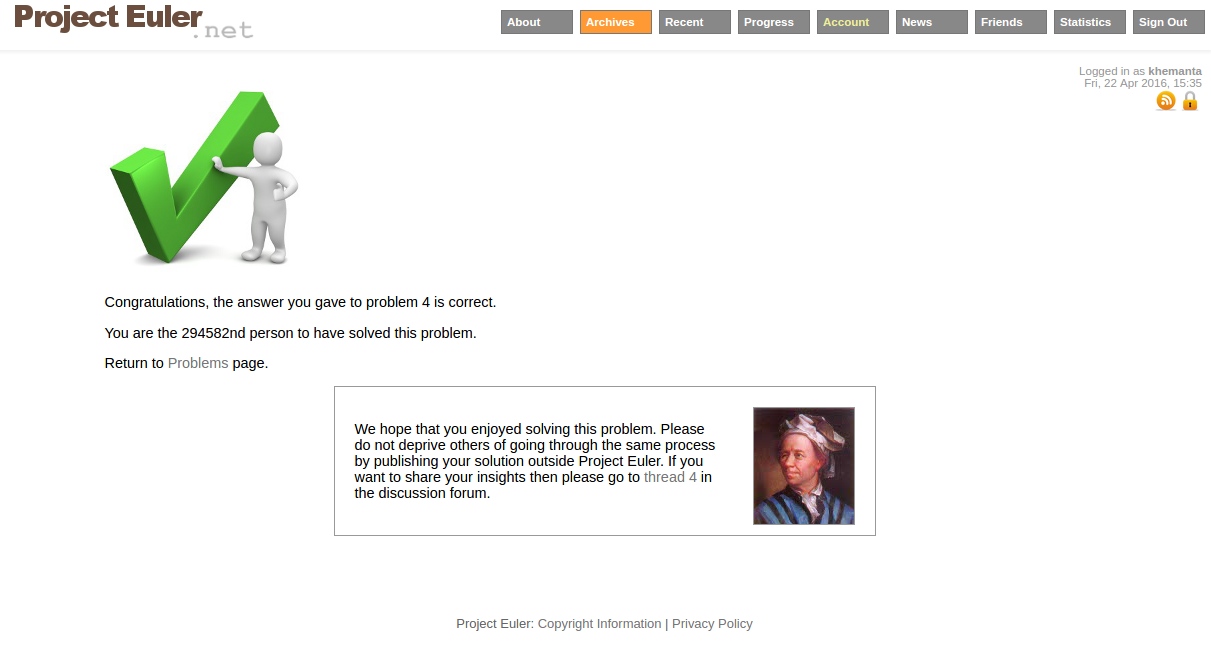 Project Euler
.net
About Archives Recent Progress Account News Friends Statistics Sign Out
Logged in as khemanta
Fri, 22 Apr 2016, 15:35
Congratulations, the answer you gave to problem 4 is correct.
You are the 294582nd person to have solved this problem.
Return to Problems page.
We hope that you enjoyed solving this problem. Please
do not deprive others of going through the same process
by publishing your solution outside Project Euler. If you
want to share your insights then please go to thread 4 in
the discussion forum.
Project Euler: Copyright Information | Privacy Policy